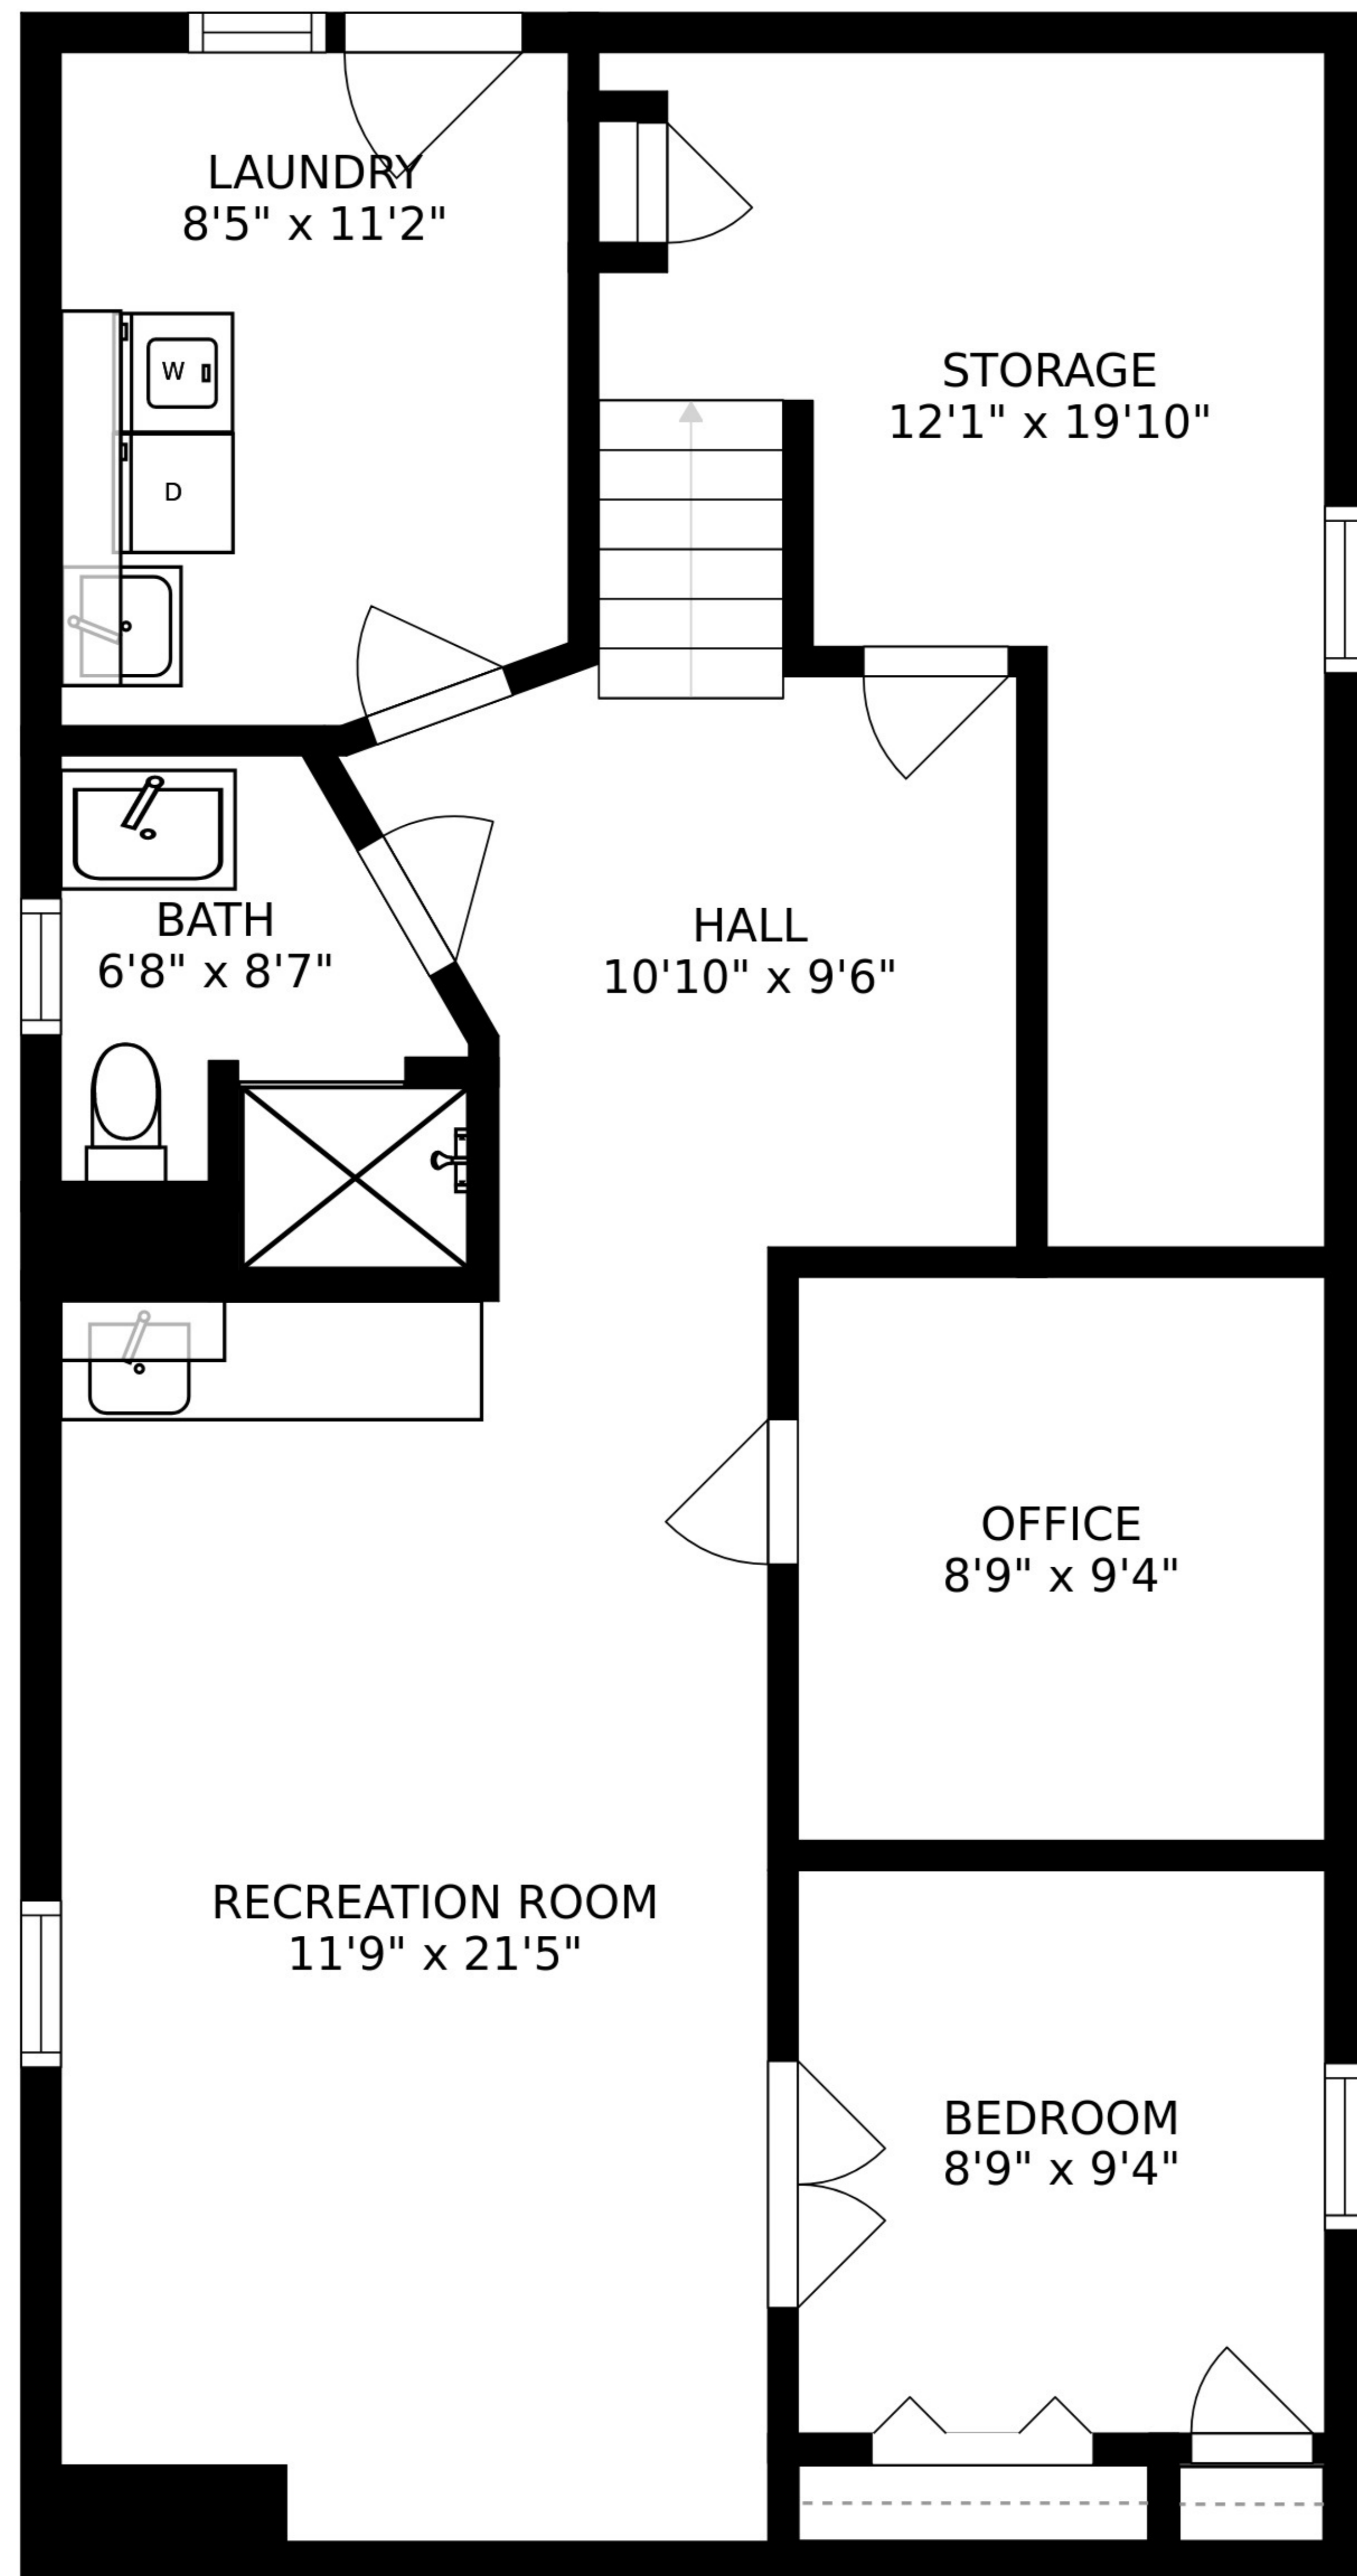 LAUNDRY
8'5" x 11'2"
STORAGE
12'1" x 19'10"
W
D
BATH
6'8" x 8'7"
HALL
10'10" x 9'6"
OFFICE
8'9" x 9'4"
RECREATION ROOM
11'9" x 21'5"
BEDROOM
8'9" x 9'4"